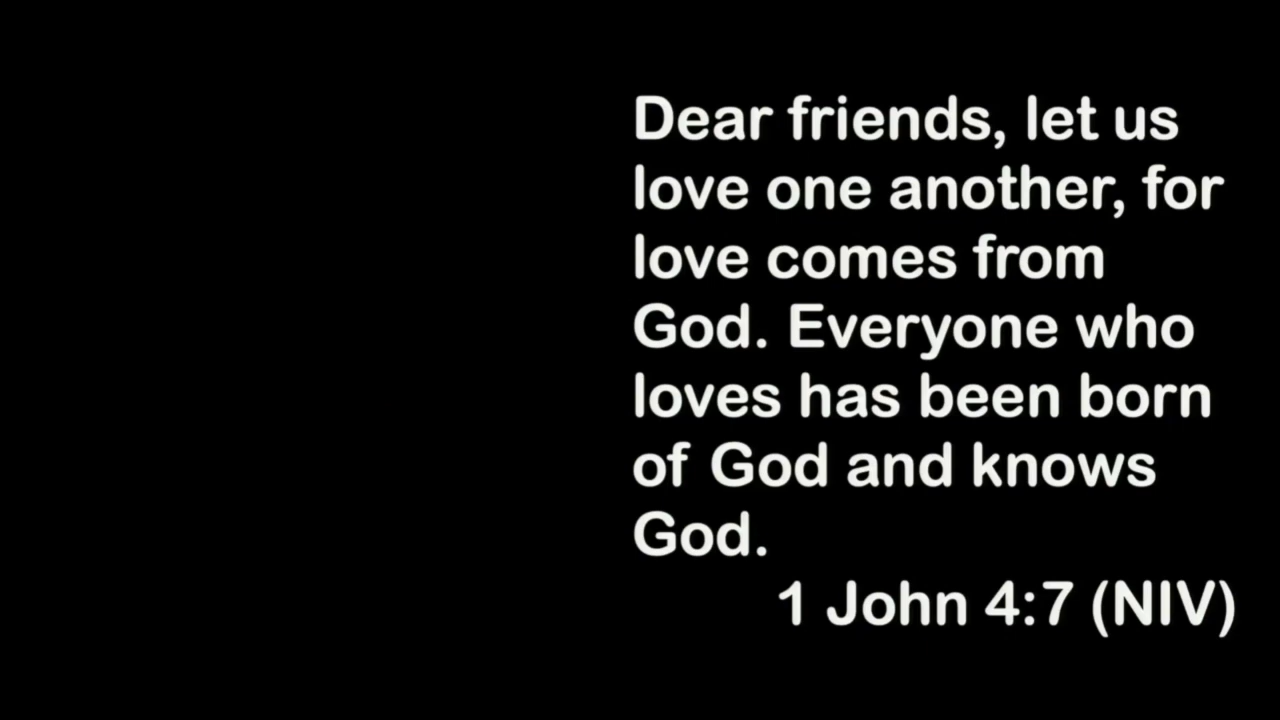 Dear friends, let us
love one another, for
love comes from
God. Everyone who
loves has been born
of God and knows
God.
1 John 4:7 (NIV)